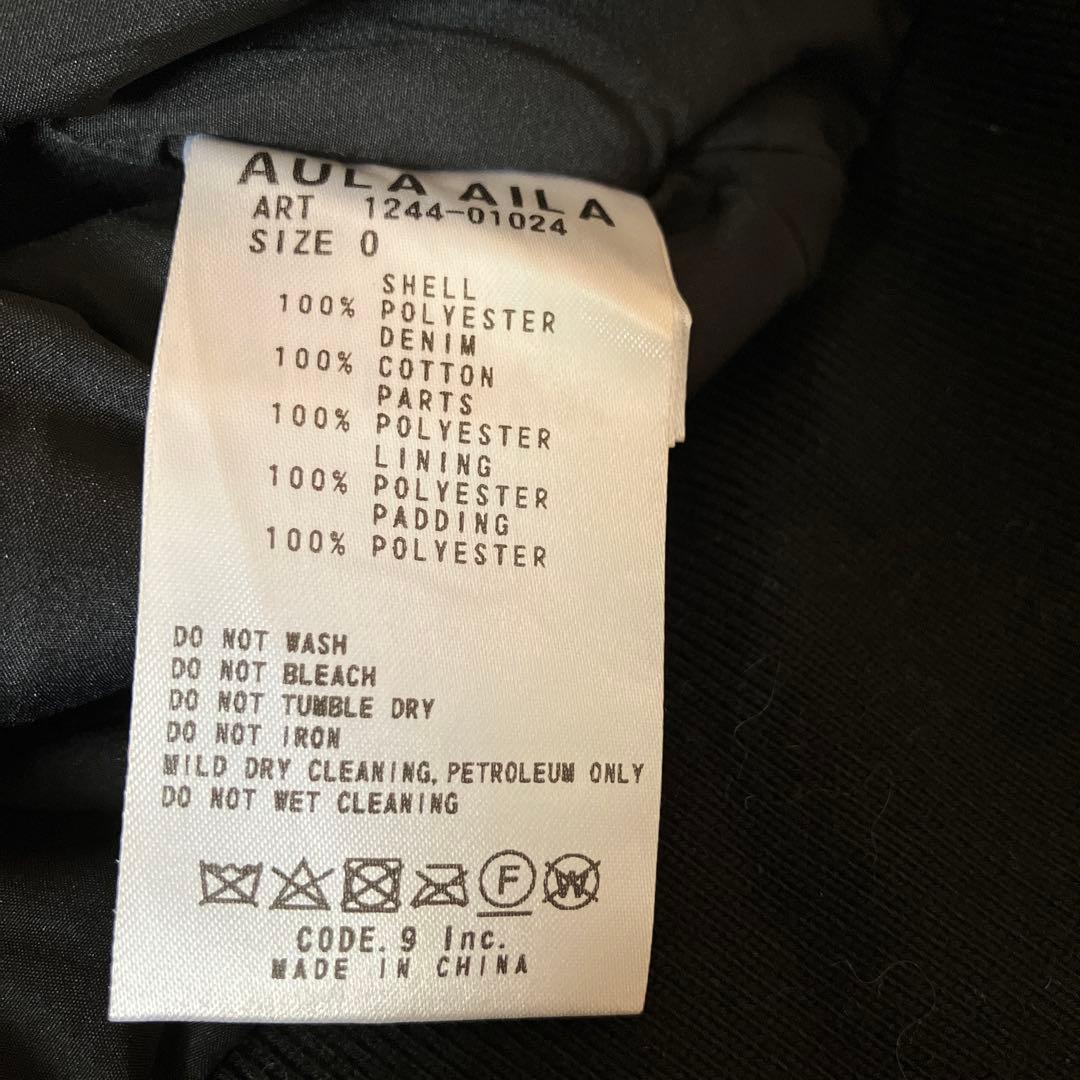 AULA AILA
ART 1244-01024
SIZE 0
SHELL
100% POLYESTER
DENIM
100% COTTON
PARTS
100% POLYESTER
LINING
100% POLYESTER
PADDING
100% POLYESTER
DO NOT WASH
DO NOT BLEACH
DO NOT TUMBLE DRY
DO NOT IRON
MILD DRY CLEANING, PETROLEUM ONLY
DO NOT WET CLEANING
F W
CODE. 9 Inc.
MADE IN CHINA